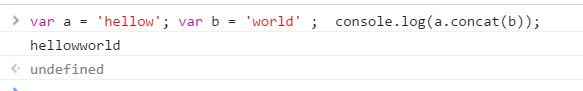 var a = 'hellow'; var b = 'world' ;  console.log(a.concat(b));
hellowworld
undefined